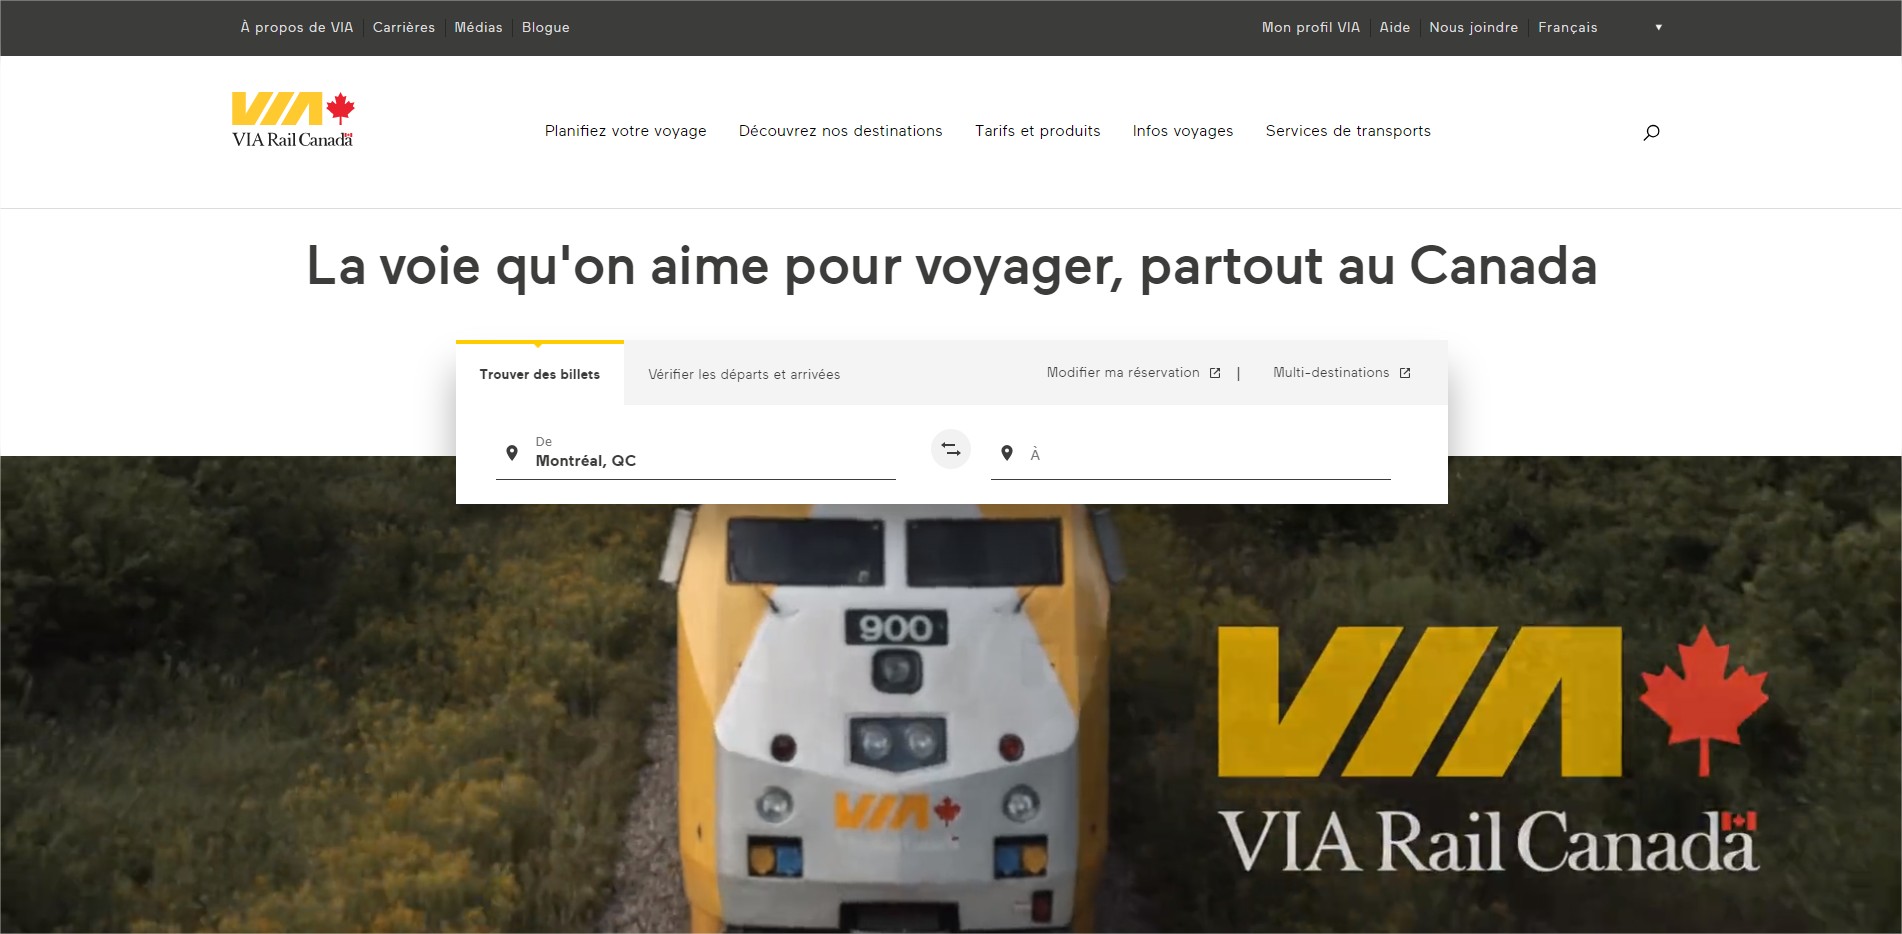 À propos de VIA
Carrières
Médias
Blogue
Mon profil VIA
Aide
Nous joindre
Français
VIA
VIA Rail Canada
Planifiez votre voyage
Découvrez nos destinations
Tarifs et produits
Infos voyages
Services de transports
La voie qu'on aime pour voyager, partout au Canada
Trouver des billets
Vérifier les départs et arrivées
Modifier ma réservation
|
Multi-destinations
De
Montréal, QC
À
900
VIA
VIA
VIA Rail Canada